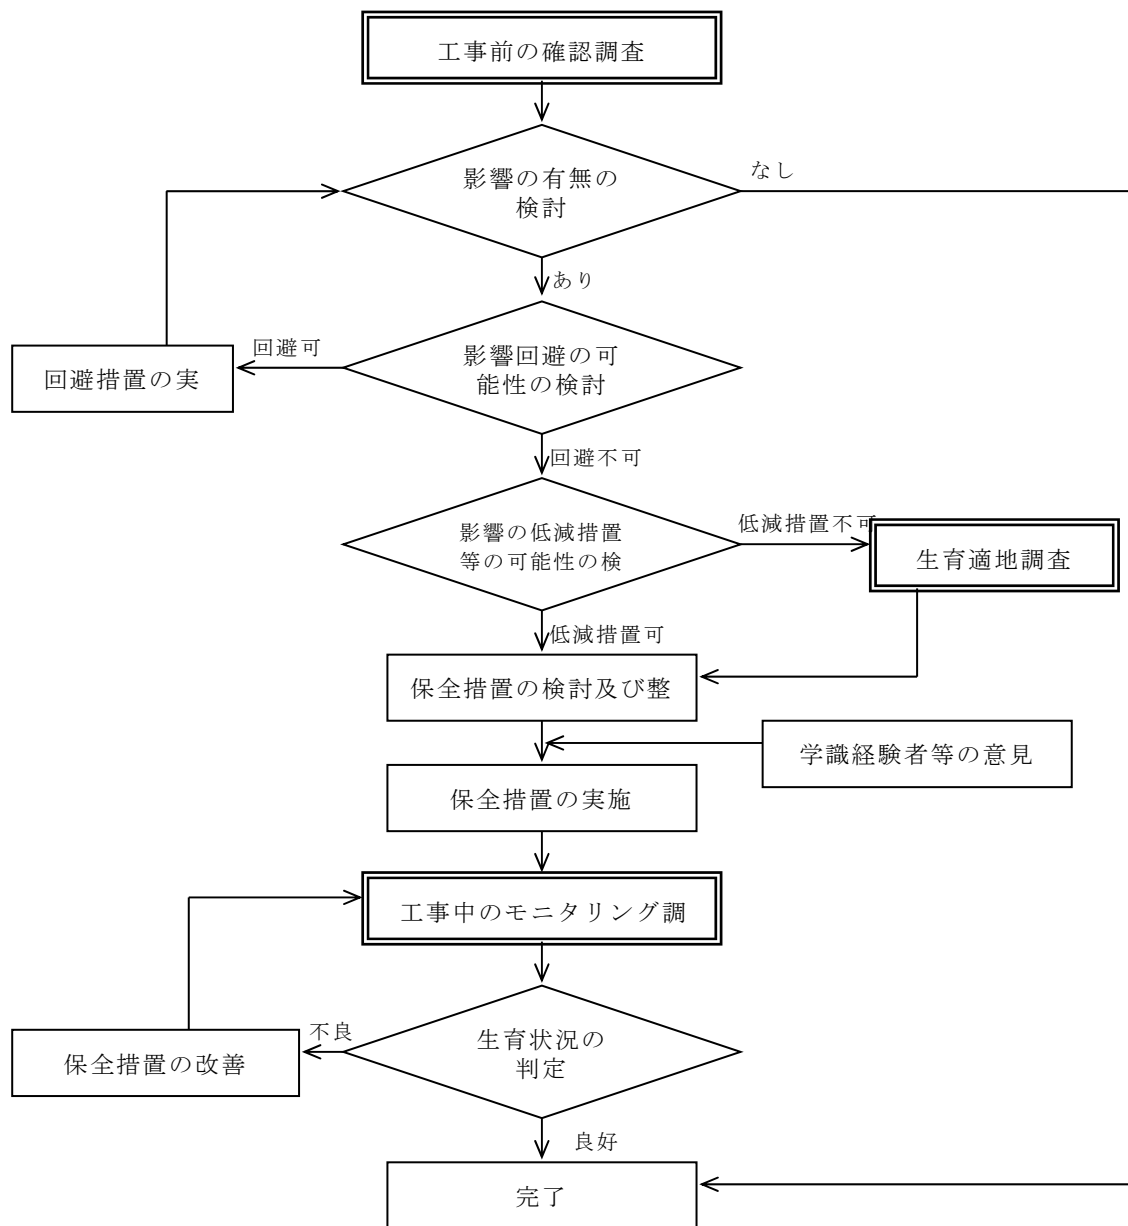 工事前の確認調査
影響の有無の
検討
なし
あり
影響回避の可
能性の検討
回避可
回避措置の実
回避不可
影響の低減措置
等の可能性の検
低減措置不可
生育適地調査
低減措置可
保全措置の検討及び整
学識経験者等の意見
保全措置の実施
工事中のモニタリング調
生育状況の
判定
不良
保全措置の改善
良好
完了